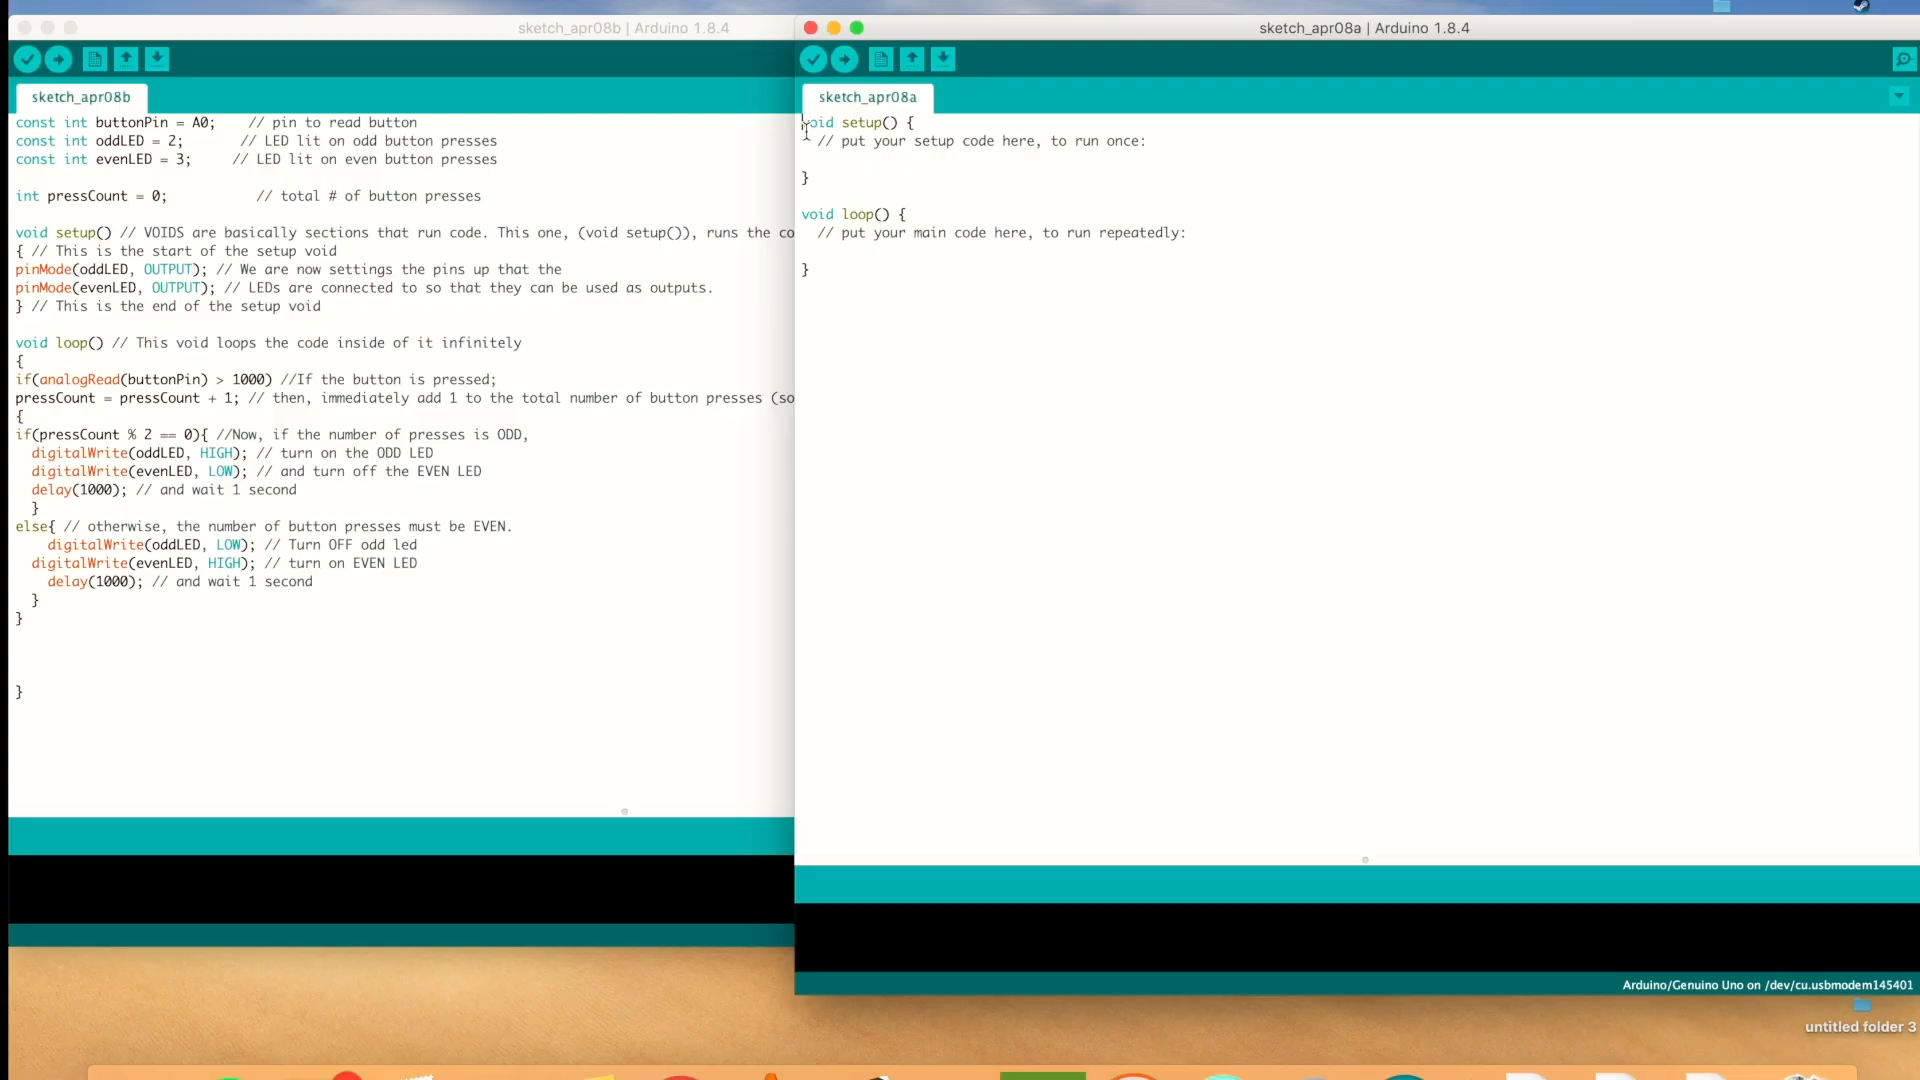 sketch_apr08b | Arduino 1.8.4
sketch_apr08b
const int buttonPin = A0;    // pin to read button
const int oddLED = 2;       // LED lit on odd button presses
const int evenLED = 3;     // LED lit on even button presses
int pressCount = 0;           // total # of button presses
void setup() // VOIDS are basically sections that run code. This one, (void setup()), runs the co
{ // This is the start of the setup void
pinMode(oddLED, OUTPUT); // We are now settings the pins up that the
pinMode(evenLED, OUTPUT); // LEDs are connected to so that they can be used as outputs.
} // This is the end of the setup void
void loop() // This void loops the code inside of it infinitely
{
if(analogRead(buttonPin) > 1000) //If the button is pressed;
pressCount = pressCount + 1; // then, immediately add 1 to the total number of button presses (so
{
if(pressCount % 2 == 0){ //Now, if the number of presses is ODD,
  digitalWrite(oddLED, HIGH); // turn on the ODD LED
  digitalWrite(evenLED, LOW); // and turn off the EVEN LED
  delay(1000); // and wait 1 second
  }
else{ // otherwise, the number of button presses must be EVEN.
    digitalWrite(oddLED, LOW); // Turn OFF odd led
  digitalWrite(evenLED, HIGH); // turn on EVEN LED
    delay(1000); // and wait 1 second
  }
}
}
sketch_apr08a | Arduino 1.8.4
sketch_apr08a
void setup() {
  // put your setup code here, to run once:
}
void loop() {
  // put your main code here, to run repeatedly:
}
Arduino/Genuino Uno on /dev/cu.usbmodem145401
untitled folder 3